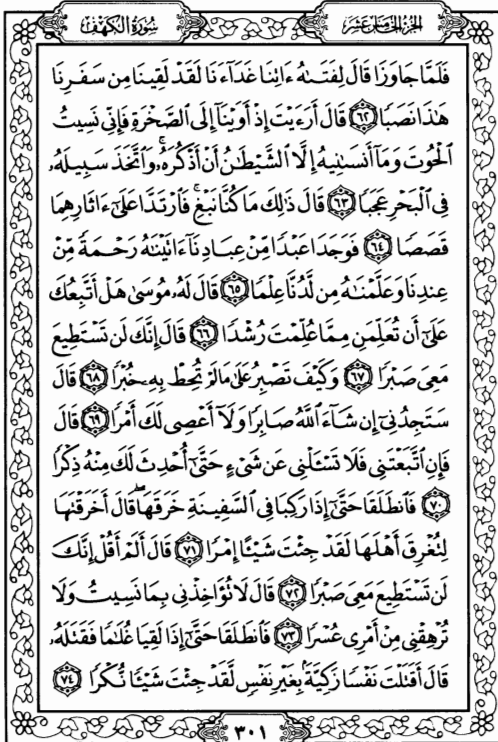 الجزء الخامس عشر
سورة الكهف
فَلَمَّا جَاوَزَا قَالَ لِفَتَىٰهُ ءَاتِنَا غَدَآءَنَا لَقَدْ لَقِينَا مِن سَفَرِنَا
هَٰذَا نَصَبًا ٦٢ قَالَ أَرَءَيْتَ إِذْ أَوَيْنَآ إِلَى ٱلصَّخْرَةِ فَإِنِّى نَسِيتُ
ٱلْحُوتَ وَمَآ أَنسَىٰنِيهُ إِلَّا ٱلشَّيْطَٰنُ أَنْ أَذْكُرَهُۥ ۚ وَٱتَّخَذَ سَبِيلَهُۥ
فِى ٱلْبَحْرِ عَجَبًا ٦٣ قَالَ ذَٰلِكَ مَا كُنَّا نَبْغِ ۚ فَٱرْتَدَّا عَلَىٰٓ ءَاثَارِهِمَا
قَصَصًا ٦٤ فَوَجَدَا عَبْدًا مِّنْ عِبَادِنَآ ءَاتَيْنَٰهُ رَحْمَةً مِّنْ
عِندِنَا وَعَلَّمْنَٰهُ مِن لَّدُنَّا عِلْمًا ٦٥ قَالَ لَهُۥ مُوسَىٰ هَلْ أَتَّبِعُكَ
عَلَىٰٓ أَن تُعَلِّمَنِ مِمَّا عُلِّمْتَ رُشْدًا ٦٦ قَالَ إِنَّكَ لَن تَسْتَطِيعَ
مَعِىَ صَبْرًا ٦٧ وَكَيْفَ تَصْبِرُ عَلَىٰ مَا لَمْ تُحِطْ بِهِۦ خُبْرًا ٦٨ قَالَ
سَتَجِدُنِىٓ إِن شَآءَ ٱللَّهُ صَابِرًا وَلَآ أَعْصِى لَكَ أَمْرًا ٦٩ قَالَ
فَإِنِ ٱتَّبَعْتَنِى فَلَا تَسْـَٔلْنِى عَن شَىْءٍ حَتَّىٰٓ أُحْدِثَ لَكَ مِنْهُ ذِكْرًا
٧٠ فَٱنطَلَقَا حَتَّىٰٓ إِذَا رَكِبَا فِى ٱلسَّفِينَةِ خَرَقَهَا ۖ قَالَ أَخَرَقْتَهَا
لِتُغْرِقَ أَهْلَهَا لَقَدْ جِئْتَ شَيْـًٔا إِمْرًا ٧١ قَالَ أَلَمْ أَقُلْ إِنَّكَ
لَن تَسْتَطِيعَ مَعِىَ صَبْرًا ٧٢ قَالَ لَا تُؤَاخِذْنِى بِمَا نَسِيتُ وَلَا
تُرْهِقْنِى مِنْ أَمْرِى عُسْرًا ٧٣ فَٱنطَلَقَا حَتَّىٰٓ إِذَا لَقِيَا غُلَٰمًا فَقَتَلَهُۥ
قَالَ أَقَتَلْتَ نَفْسًا زَكِيَّةًۢ بِغَيْرِ نَفْسٍ لَّقَدْ جِئْتَ شَيْـًٔا نُّكْرًا ٧٤
٣٠١